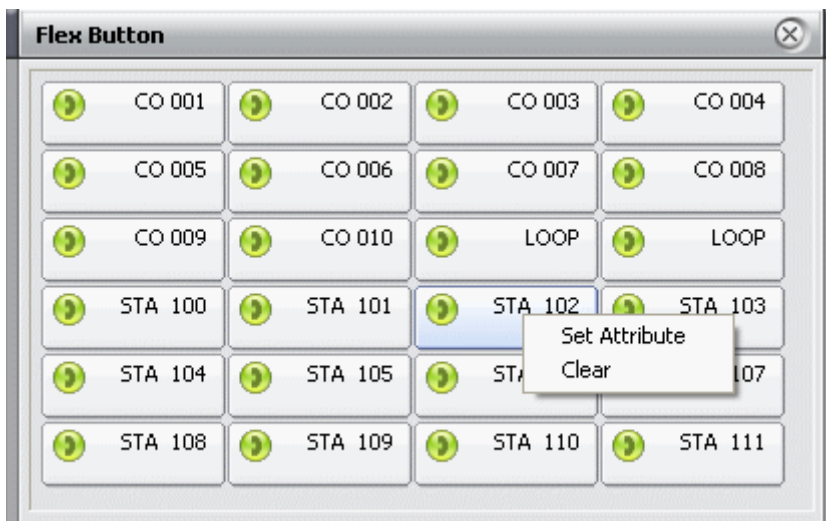 Flex Button
CO 001 CO 002 CO 003 CO 004
CO 005 CO 006 CO 007 CO 008
CO 009 CO 010 LOOP LOOP
STA 100 STA 101 STA 102 STA 103
Set Attribute
STA 104 STA 105 107
Clear
STA 108 STA 109 STA 110 STA 111